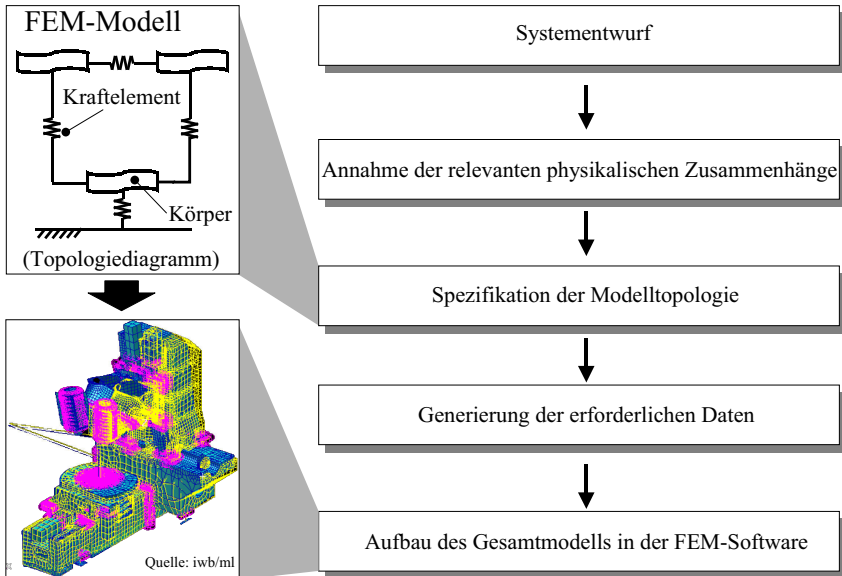 FEM-Modell
Kraftelement
Körper
(Topologiediagramm)
Quelle: iwb/ml
Systementwurf
Annahme der relevanten physikalischen Zusammenhänge
Spezifikation der Modelltopologie
Generierung der erforderlichen Daten
Aufbau des Gesamtmodells in der FEM-Software